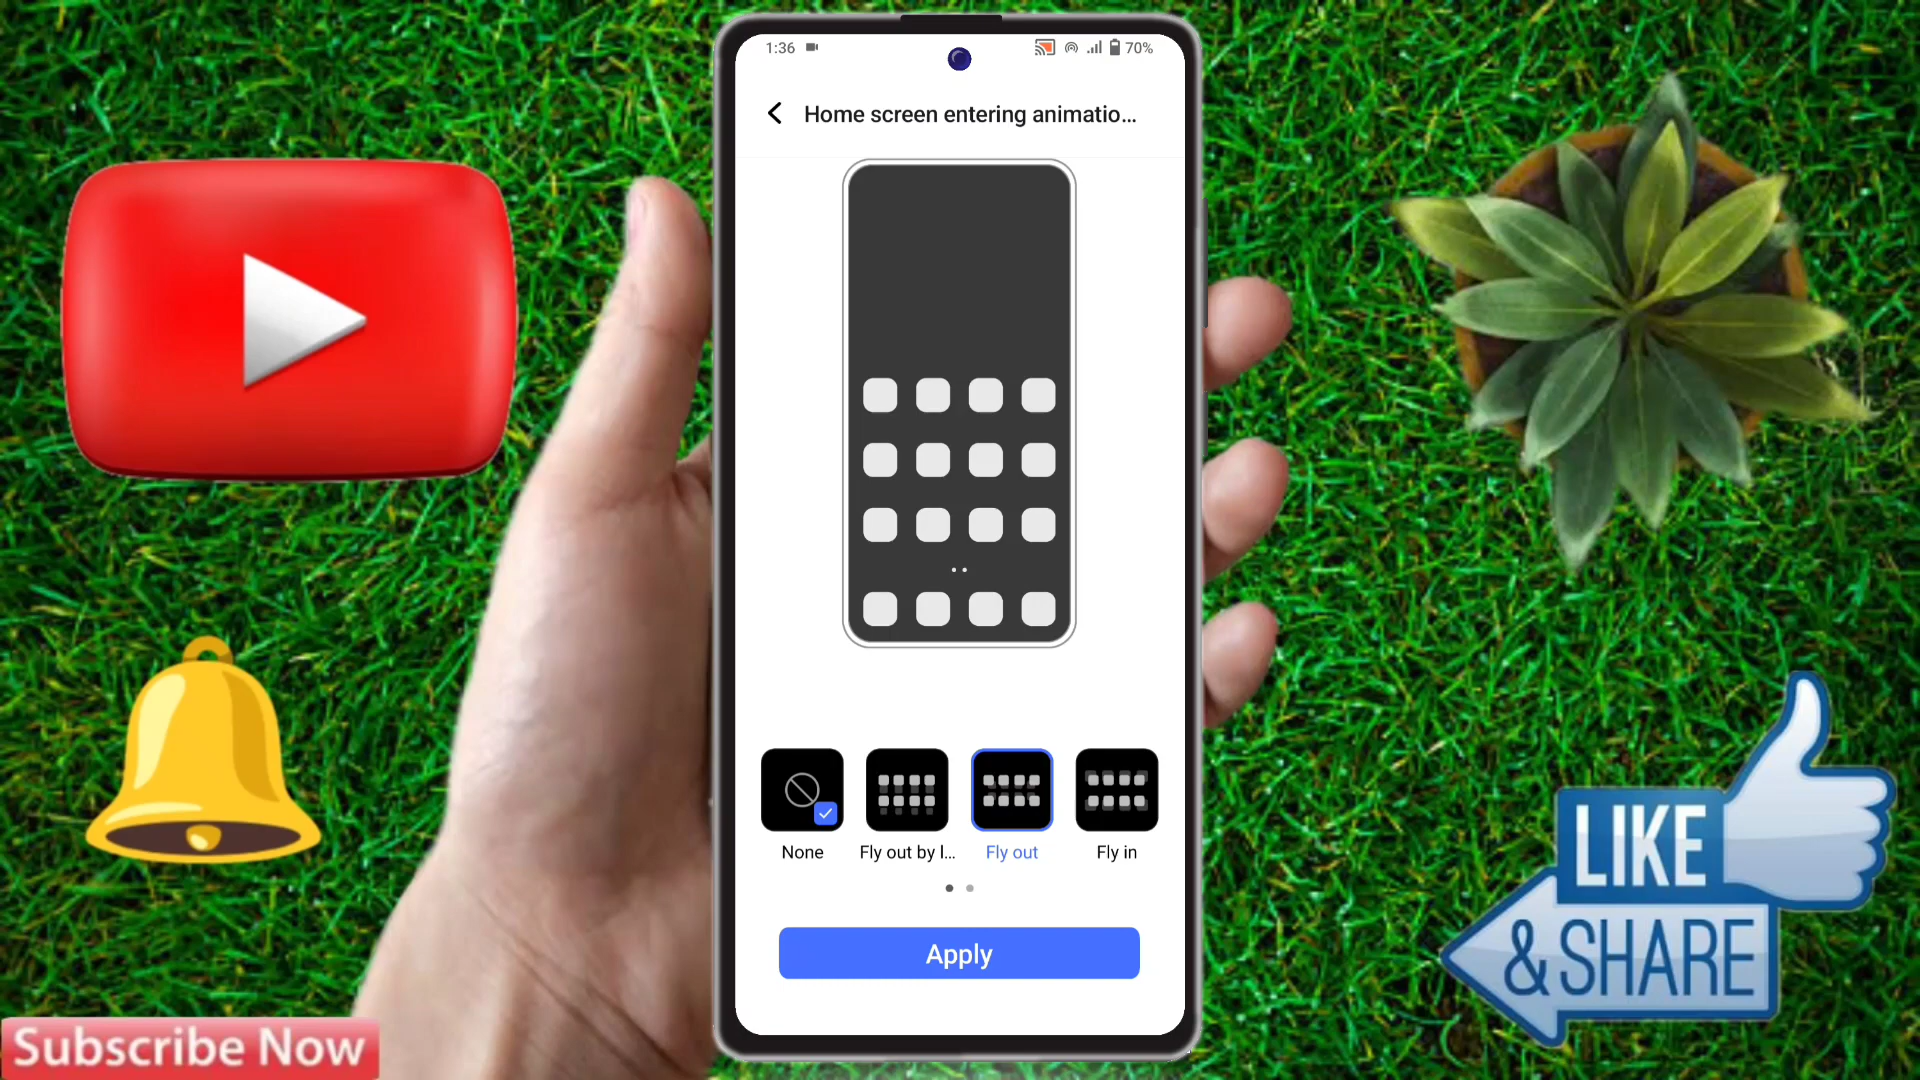 1:36
70%
Home screen entering animatio...
None
Fly out by l...
Fly out
Fly in
Apply
LIKE
& SHARE
Subscribe Now